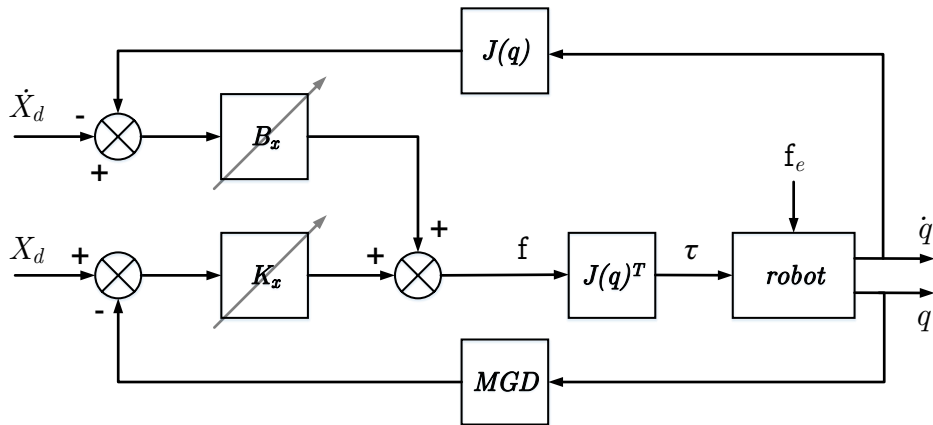 J(q)
Ẋ_d
-
+
B_x
f_e
+
X_d
+
-
K_x
+
f
J(q)^T
τ
robot
q̇
q
MGD